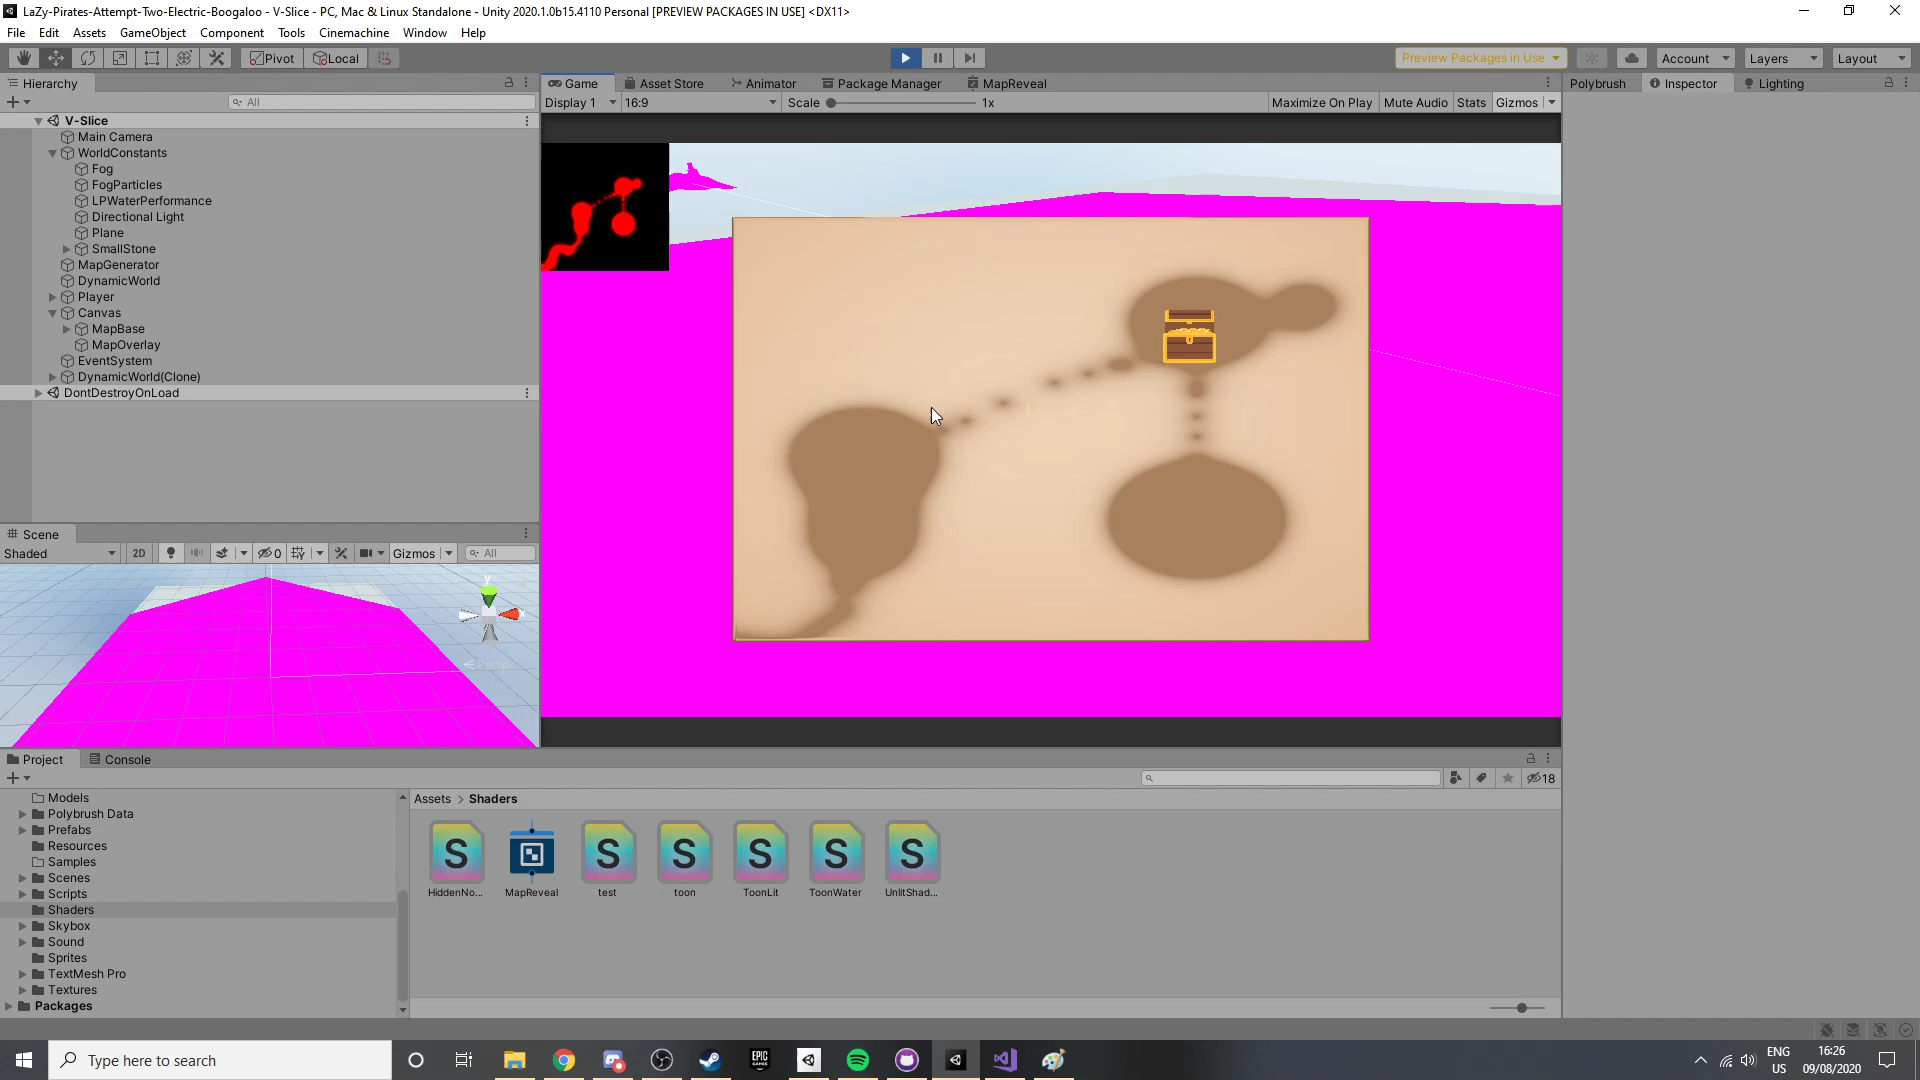 LaZy-Pirates-Attempt-Two-Electric-Boogaloo - V-Slice - PC, Mac & Linux Standalone - Unity 2020.1.0b15.4110 Personal [PREVIEW PACKAGES IN USE] <DX11>
File Edit Assets GameObject Component Tools Cinemachine Window Help
Pivot Local Preview Packages in Use Account Layers Layout
Hierarchy
All
V-Slice
Main Camera
WorldConstants
Fog
FogParticles
LPWaterPerformance
Directional Light
Plane
SmallStone
MapGenerator
DynamicWorld
Player
Canvas
MapBase
MapOverlay
EventSystem
DynamicWorld(Clone)
DontDestroyOnLoad
Game Asset Store Animator Package Manager MapReveal
Display 1 16:9 Scale 1x Maximize On Play Mute Audio Stats Gizmos
Polybrush Inspector Lighting
Scene
Shaded 2D 0 Gizmos All
y
x
Persp
Project Console
18
Models
Polybrush Data
Prefabs
Resources
Samples
Scenes
Scripts
Shaders
Skybox
Sound
Sprites
TextMesh Pro
Textures
Packages
Assets > Shaders
S S S S S S
HiddenNo... MapReveal test toon ToonLit ToonWater UnlitShad...
Type here to search
EPIC GAMES
ENG US
16:26
09/08/2020